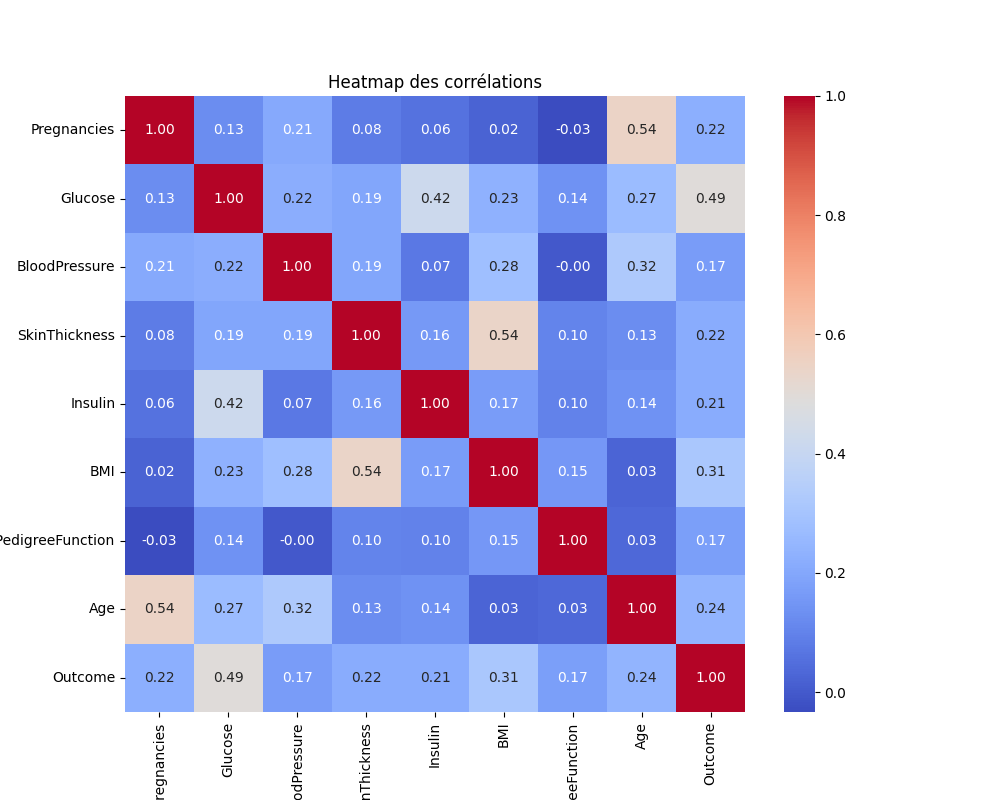 Heatmap des corrélations
Pregnancies 1.00 0.13 0.21 0.08 0.06 0.02 -0.03 0.54 0.22
Glucose 0.13 1.00 0.22 0.19 0.42 0.23 0.14 0.27 0.49
BloodPressure 0.21 0.22 1.00 0.19 0.07 0.28 -0.00 0.32 0.17
SkinThickness 0.08 0.19 0.19 1.00 0.16 0.54 0.10 0.13 0.22
Insulin 0.06 0.42 0.07 0.16 1.00 0.17 0.10 0.14 0.21
BMI 0.02 0.23 0.28 0.54 0.17 1.00 0.15 0.03 0.31
PedigreeFunction -0.03 0.14 -0.00 0.10 0.10 0.15 1.00 0.03 0.17
Age 0.54 0.27 0.32 0.13 0.14 0.03 0.03 1.00 0.24
Outcome 0.22 0.49 0.17 0.22 0.21 0.31 0.17 0.24 1.00
regnancies
Glucose
odPressure
nThickness
Insulin
BMI
eeFunction
Age
Outcome
1.0
0.8
0.6
0.4
0.2
0.0